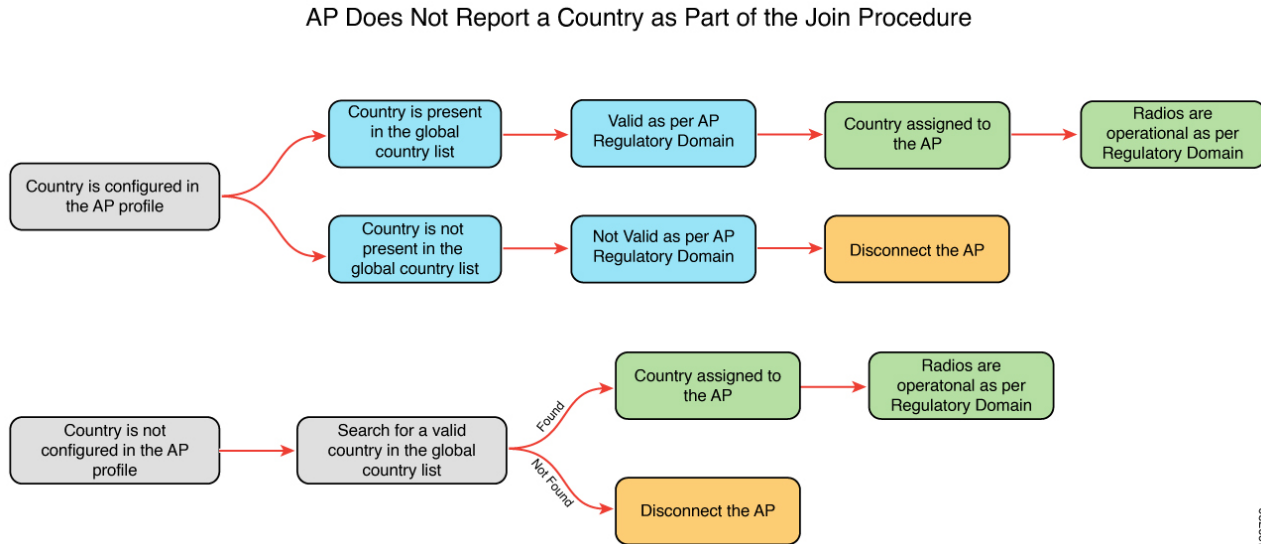 AP Does Not Report a Country as Part of the Join Procedure
Country is configured in
the AP profile
Country is present
in the global
country list
Valid as per AP
Regulatory Domain
Country assigned to
the AP
Radios are
operational as per
Regulatory Domain
Country is not
present in the
global country list
Not Valid as per AP
Regulatory Domain
Disconnect the AP
Country is not
configured in the AP
profile
Search for a valid
country in the global
country list
Found
Country assigned to
the AP
Radios are
operatonal as per
Regulatory Domain
Not Found
Disconnect the AP